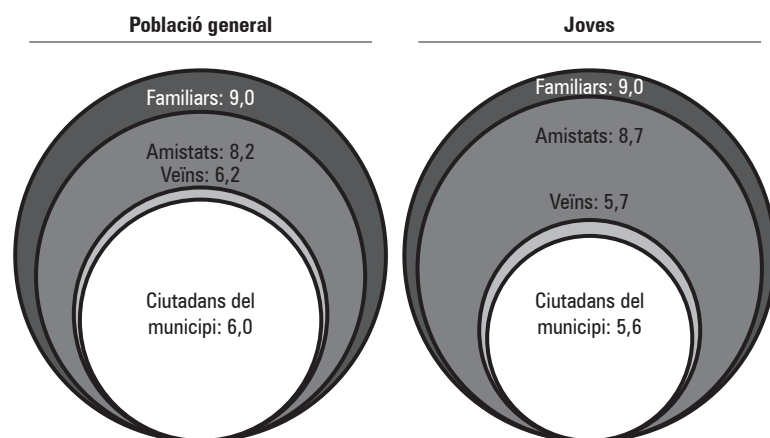 Població general
Familiars: 9,0
Amistats: 8,2
Veïns: 6,2
Ciutadans del
municipi: 6,0
Joves
Familiars: 9,0
Amistats: 8,7
Veïns: 5,7
Ciutadans del
municipi: 5,6